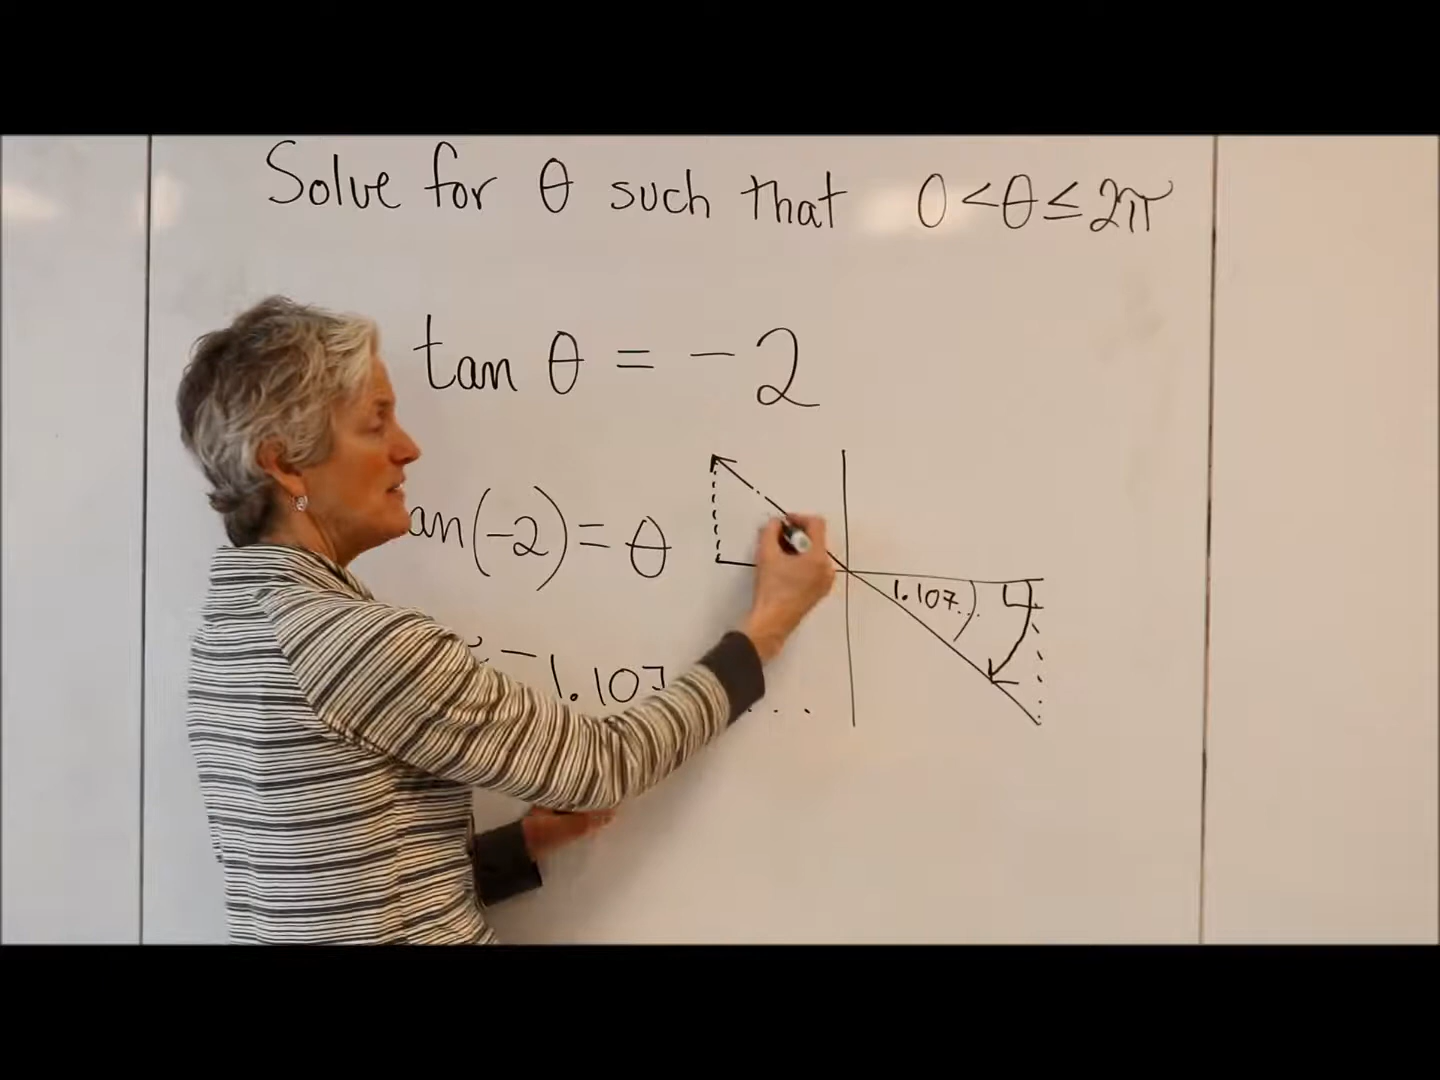 Solve for θ such that 0 < θ ≤ 2π
tan θ = -2
an(-2) = θ
1.107...
-1.107...